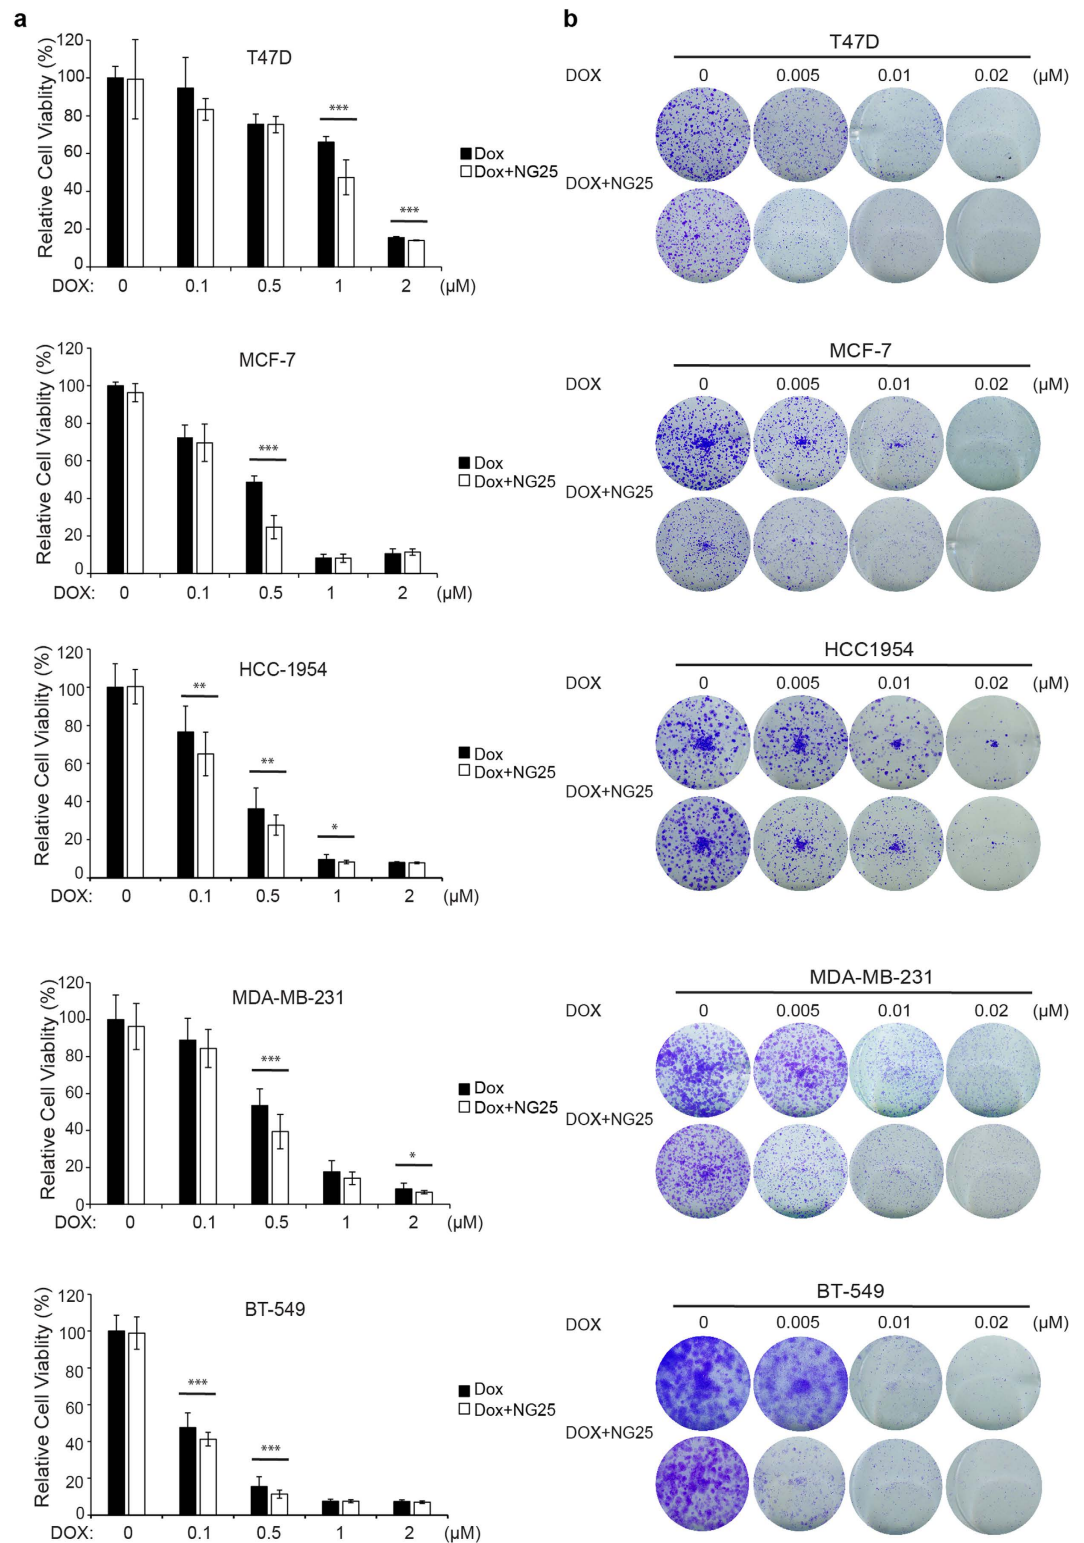 a
120
100
80
60
40
20
0
Relative Cell Viablity (%)
T47D
***
***
Dox
Dox+NG25
DOX: 0 0.1 0.5 1 2 (µM)
120
100
80
60
40
20
0
Relative Cell Viablity (%)
MCF-7
***
Dox
Dox+NG25
DOX: 0 0.1 0.5 1 2 (µM)
120
100
80
60
40
20
0
Relative Cell Viablity (%)
HCC-1954
**
**
*
Dox
Dox+NG25
DOX: 0 0.1 0.5 1 2 (µM)
120
100
80
60
40
20
0
Relative Cell Viablity (%)
MDA-MB-231
***
*
Dox
Dox+NG25
DOX: 0 0.1 0.5 1 2 (µM)
120
100
80
60
40
20
0
Relative Cell Viablity (%)
BT-549
***
***
Dox
Dox+NG25
DOX: 0 0.1 0.5 1 2 (µM)
b
T47D
DOX 0 0.005 0.01 0.02 (µM)
DOX+NG25
MCF-7
DOX 0 0.005 0.01 0.02 (µM)
DOX+NG25
HCC1954
DOX 0 0.005 0.01 0.02 (µM)
DOX+NG25
MDA-MB-231
DOX 0 0.005 0.01 0.02 (µM)
DOX+NG25
BT-549
DOX 0 0.005 0.01 0.02 (µM)
DOX+NG25